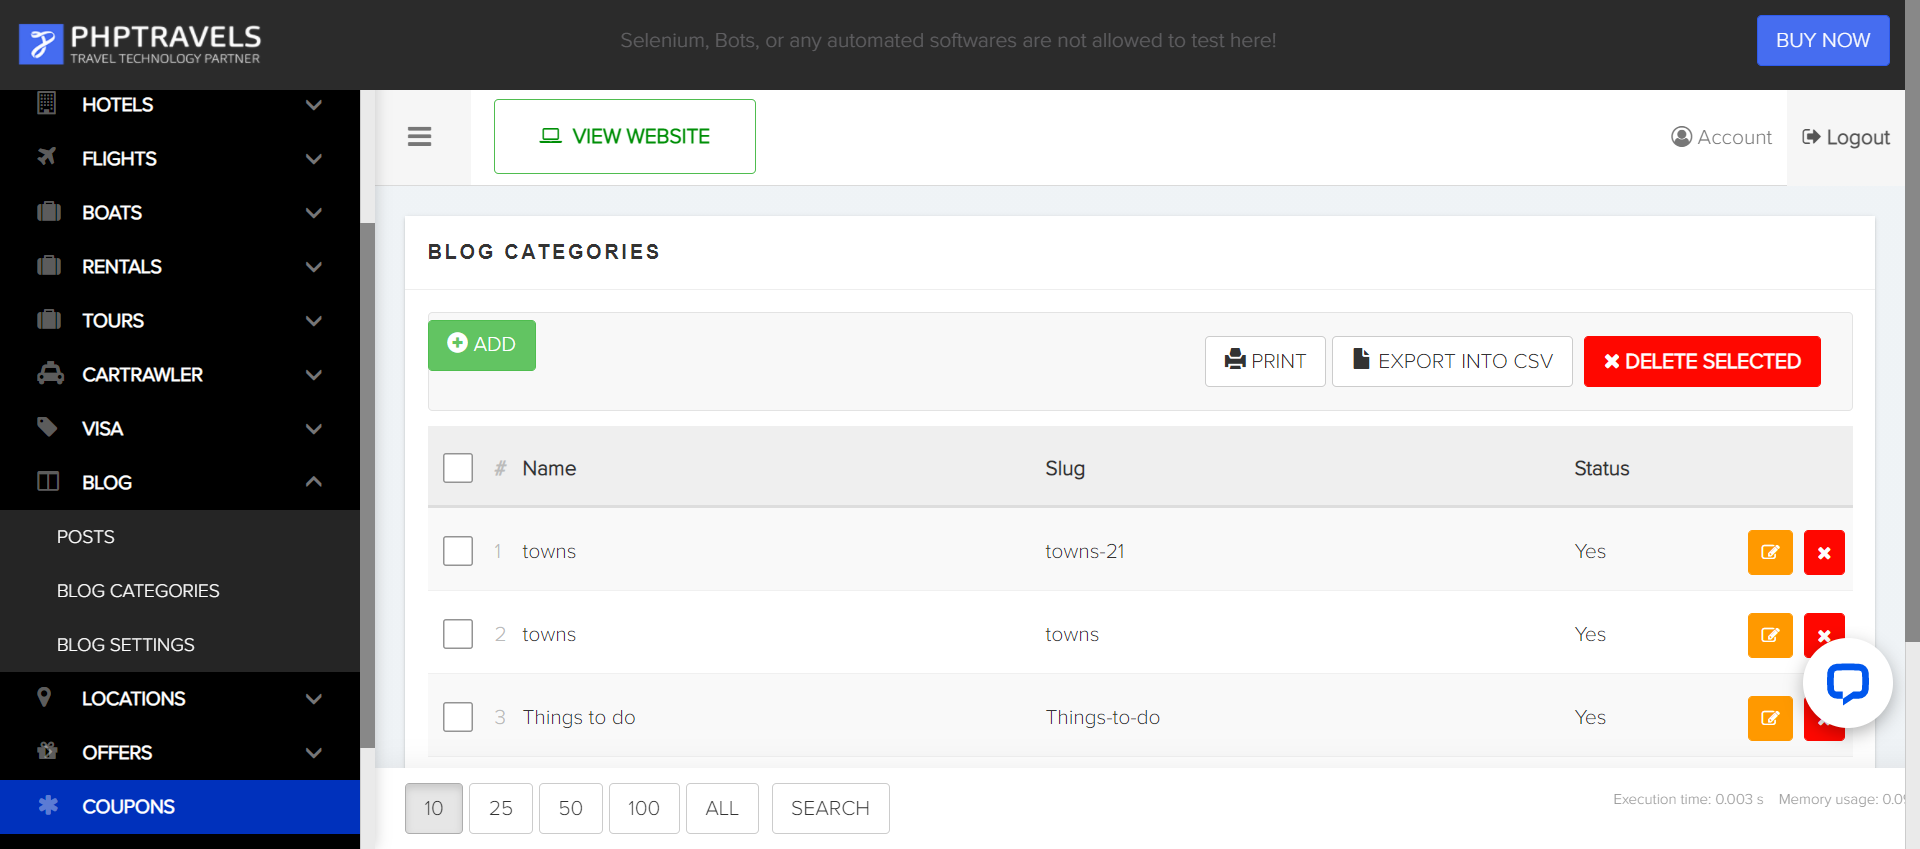 PHPTRAVELS
TRAVEL TECHNOLOGY PARTNER
Selenium, Bots, or any automated softwares are not allowed to test here!
BUY NOW
HOTELS
FLIGHTS
BOATS
RENTALS
TOURS
CARTRAWLER
VISA
BLOG
POSTS
BLOG CATEGORIES
BLOG SETTINGS
LOCATIONS
OFFERS
COUPONS
VIEW WEBSITE
Account
Logout
BLOG CATEGORIES
ADD
PRINT
EXPORT INTO CSV
DELETE SELECTED
# Name Slug Status
1 towns towns-21 Yes
2 towns towns Yes
3 Things to do Things-to-do Yes
10 25 50 100 ALL SEARCH
Execution time: 0.003 s Memory usage: